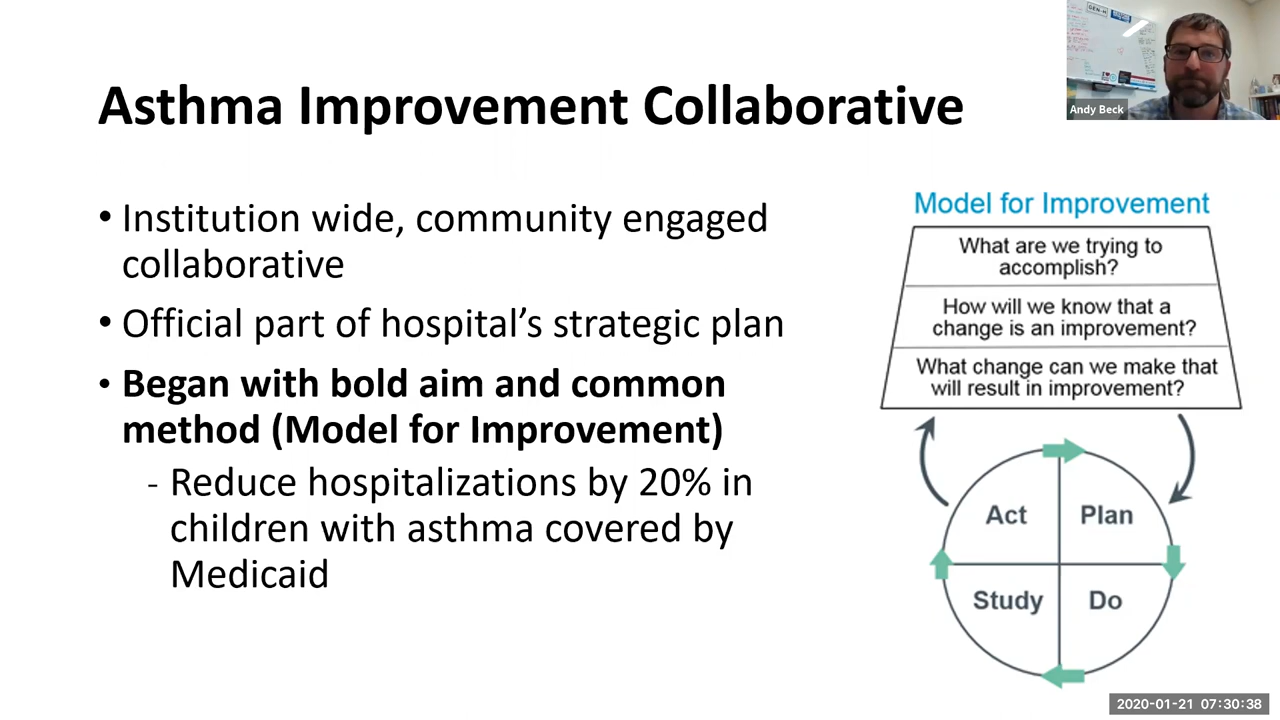 Asthma Improvement Collaborative
GEN-H
Andy Beck
• Institution wide, community engaged
collaborative
• Official part of hospital’s strategic plan
• Began with bold aim and common
method (Model for Improvement)
- Reduce hospitalizations by 20% in
children with asthma covered by
Medicaid
Model for Improvement
What are we trying to
accomplish?
How will we know that a
change is an improvement?
What change can we make that
will result in improvement?
Act
Plan
Study
Do
2020-01-21 07:30:38